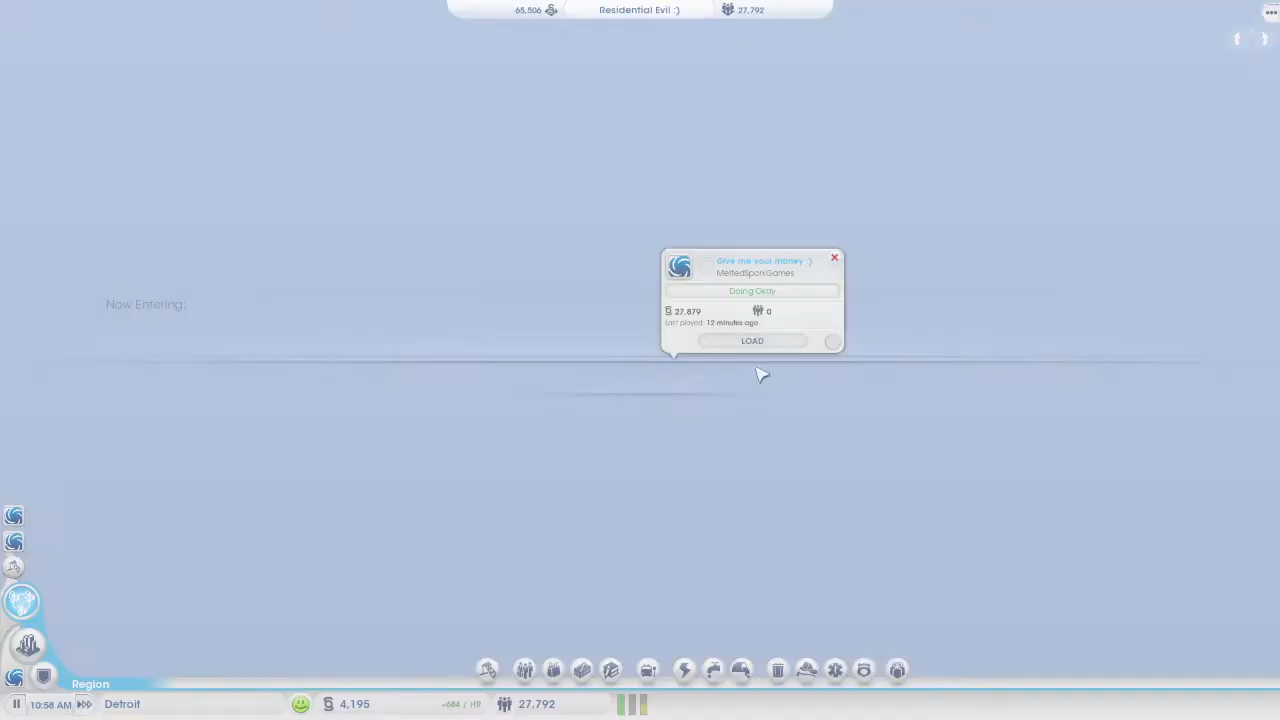 65,506
Residential Evil :)
27,792
Give me your money :)
MeltedSporkGames
Doing Okay
27,879
0
Last played: 12 minutes ago
LOAD
Now Entering:
Region
10:58 AM
Detroit
4,195
+684 / HR
27,792